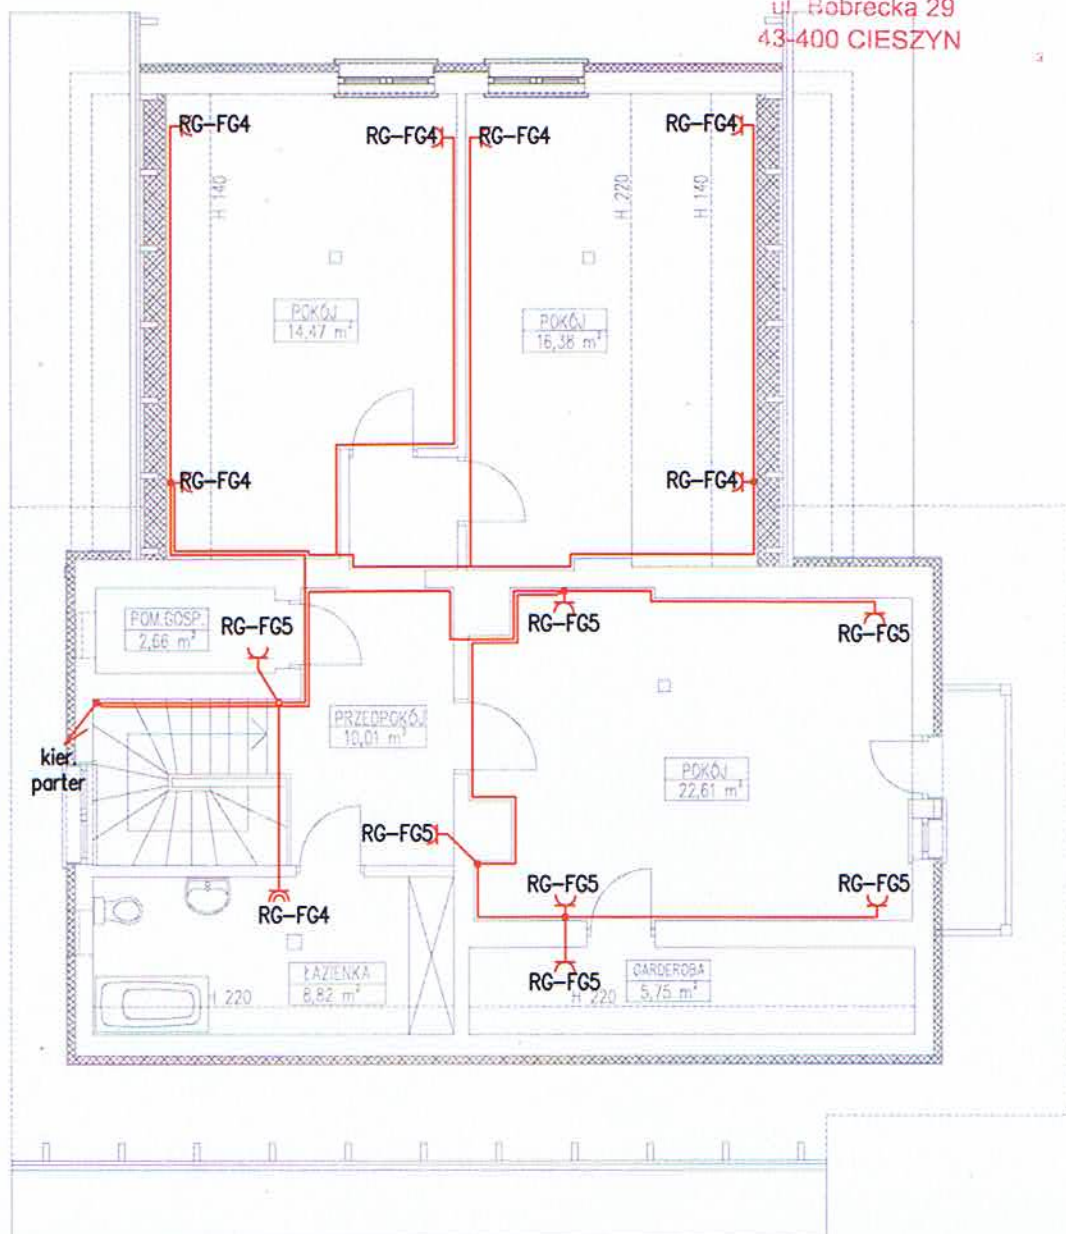 ul. Bobrecka 29
43-400 CIESZYN
RG-FG4
RG-FG4
RG-FG4
RG-FG4
H 140
H 220
H 140
POKÓJ
14,47 m²
POKÓJ
16,38 m²
RG-FG4
RG-FG4
POM.GOSP.
2,66 m²
RG-FG5
RG-FG5
RG-FG5
PRZEDPOKÓJ
10,01 m²
kier.
parter
POKÓJ
22,61 m²
RG-FG5
RG-FG5
RG-FG5
RG-FG4
ŁAZIENKA
8,82 m²
H 220
RG-FG5
H 220
GARDEROBA
5,75 m²